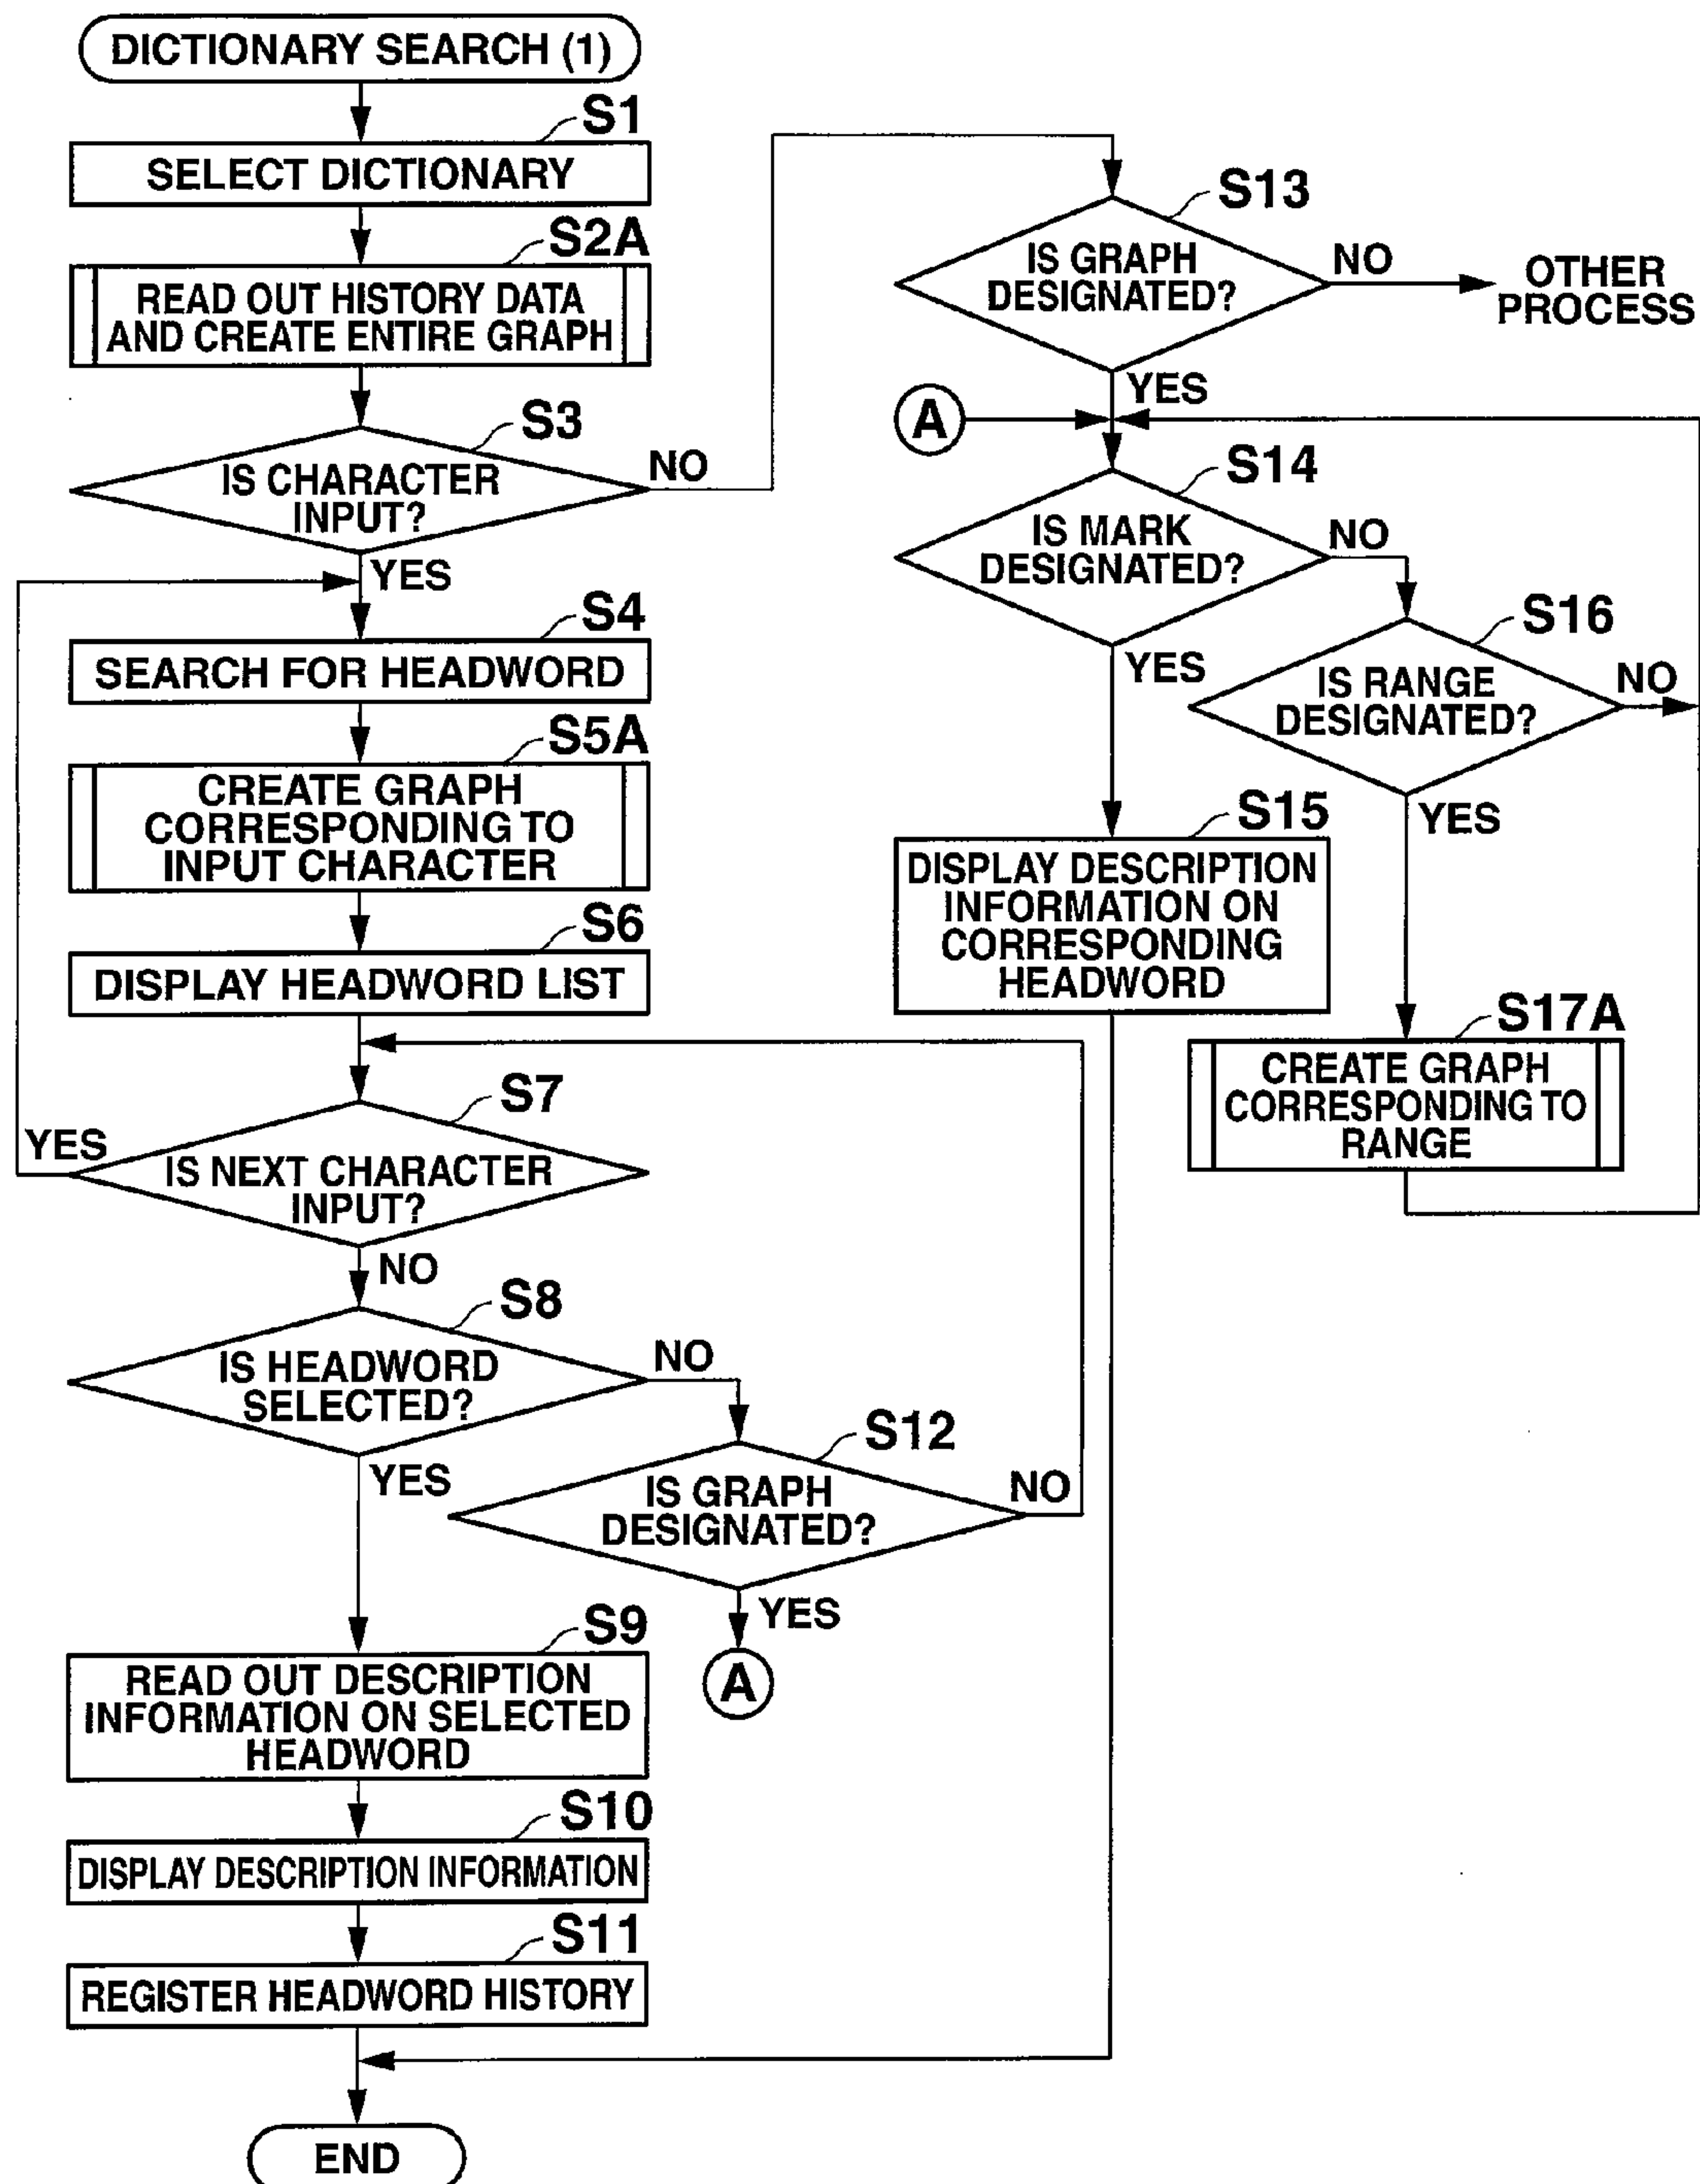 DICTIONARY SEARCH (1)
S1
SELECT DICTIONARY
S2A
READ OUT HISTORY DATA
AND CREATE ENTIRE GRAPH
S3
IS CHARACTER
INPUT?
NO
YES
S4
SEARCH FOR HEADWORD
S5A
CREATE GRAPH
CORRESPONDING TO
INPUT CHARACTER
S6
DISPLAY HEADWORD LIST
S7
YES
IS NEXT CHARACTER
INPUT?
NO
S8
IS HEADWORD
SELECTED?
NO
YES
S12
IS GRAPH
DESIGNATED?
NO
YES
A
S9
READ OUT DESCRIPTION
INFORMATION ON SELECTED
HEADWORD
S10
DISPLAY DESCRIPTION INFORMATION
S11
REGISTER HEADWORD HISTORY
END
S13
IS GRAPH
DESIGNATED?
NO
OTHER
PROCESS
YES
A
S14
IS MARK
DESIGNATED?
NO
YES
S16
IS RANGE
DESIGNATED?
NO
YES
S15
DISPLAY DESCRIPTION
INFORMATION ON
CORRESPONDING
HEADWORD
S17A
CREATE GRAPH
CORRESPONDING TO
RANGE